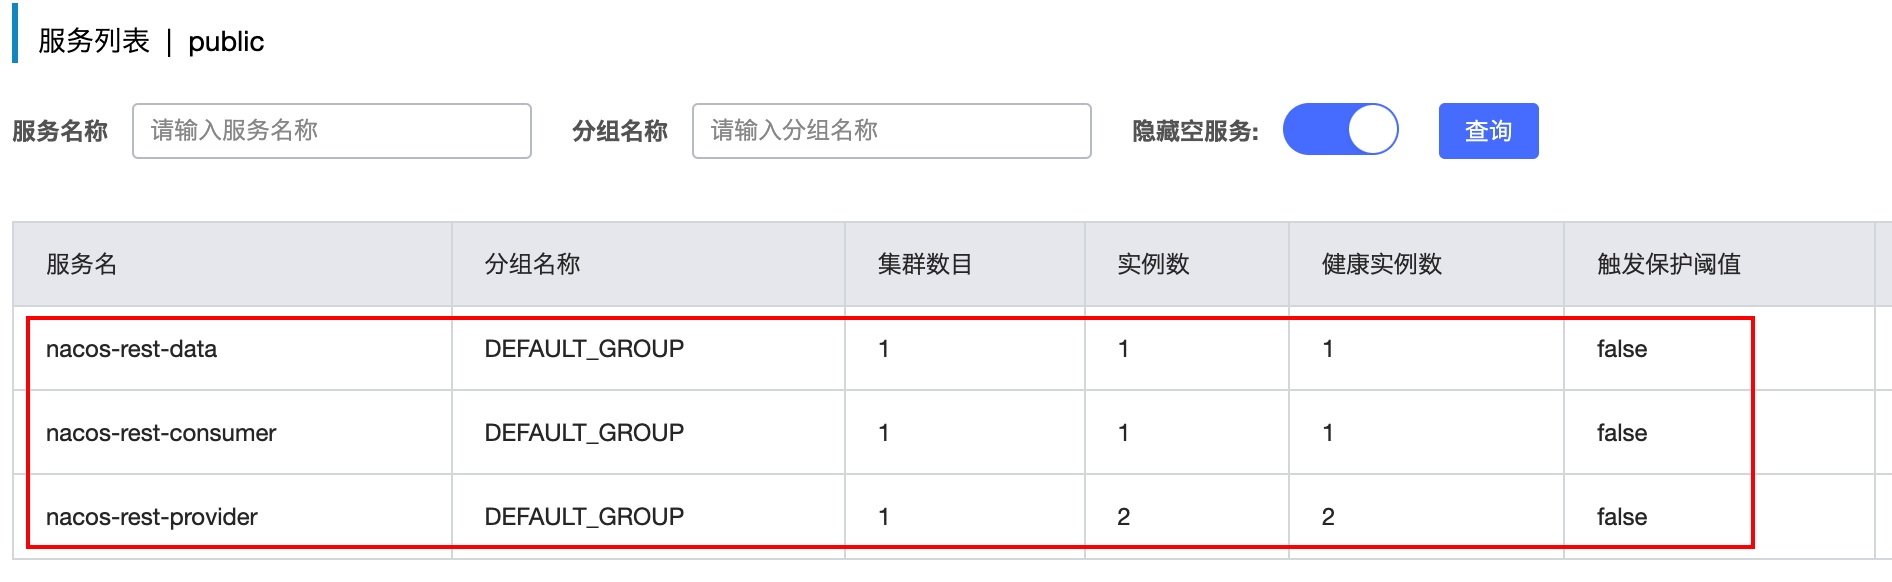 服务列表 | public
服务名称 请输入服务名称 分组名称 请输入分组名称 隐藏空服务: 查询
服务名 分组名称 集群数目 实例数 健康实例数 触发保护阈值
nacos-rest-data DEFAULT_GROUP 1 1 1 false
nacos-rest-consumer DEFAULT_GROUP 1 1 1 false
nacos-rest-provider DEFAULT_GROUP 1 2 2 false